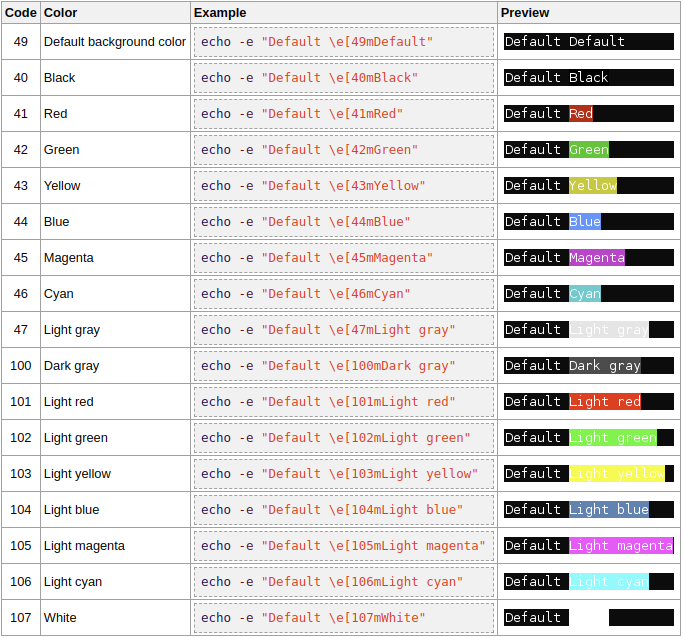 Code Color Example Preview
49 Default background color echo -e "Default \e[49mDefault" Default Default
40 Black echo -e "Default \e[40mBlack" Default Black
41 Red echo -e "Default \e[41mRed" Default Red
42 Green echo -e "Default \e[42mGreen" Default Green
43 Yellow echo -e "Default \e[43mYellow" Default Yellow
44 Blue echo -e "Default \e[44mBlue" Default Blue
45 Magenta echo -e "Default \e[45mMagenta" Default Magenta
46 Cyan echo -e "Default \e[46mCyan" Default Cyan
47 Light gray echo -e "Default \e[47mLight gray" Default Light gray
100 Dark gray echo -e "Default \e[100mDark gray" Default Dark gray
101 Light red echo -e "Default \e[101mLight red" Default Light red
102 Light green echo -e "Default \e[102mLight green" Default Light green
103 Light yellow echo -e "Default \e[103mLight yellow" Default Light yellow
104 Light blue echo -e "Default \e[104mLight blue" Default Light blue
105 Light magenta echo -e "Default \e[105mLight magenta" Default Light magenta
106 Light cyan echo -e "Default \e[106mLight cyan" Default Light cyan
107 White echo -e "Default \e[107mWhite" Default